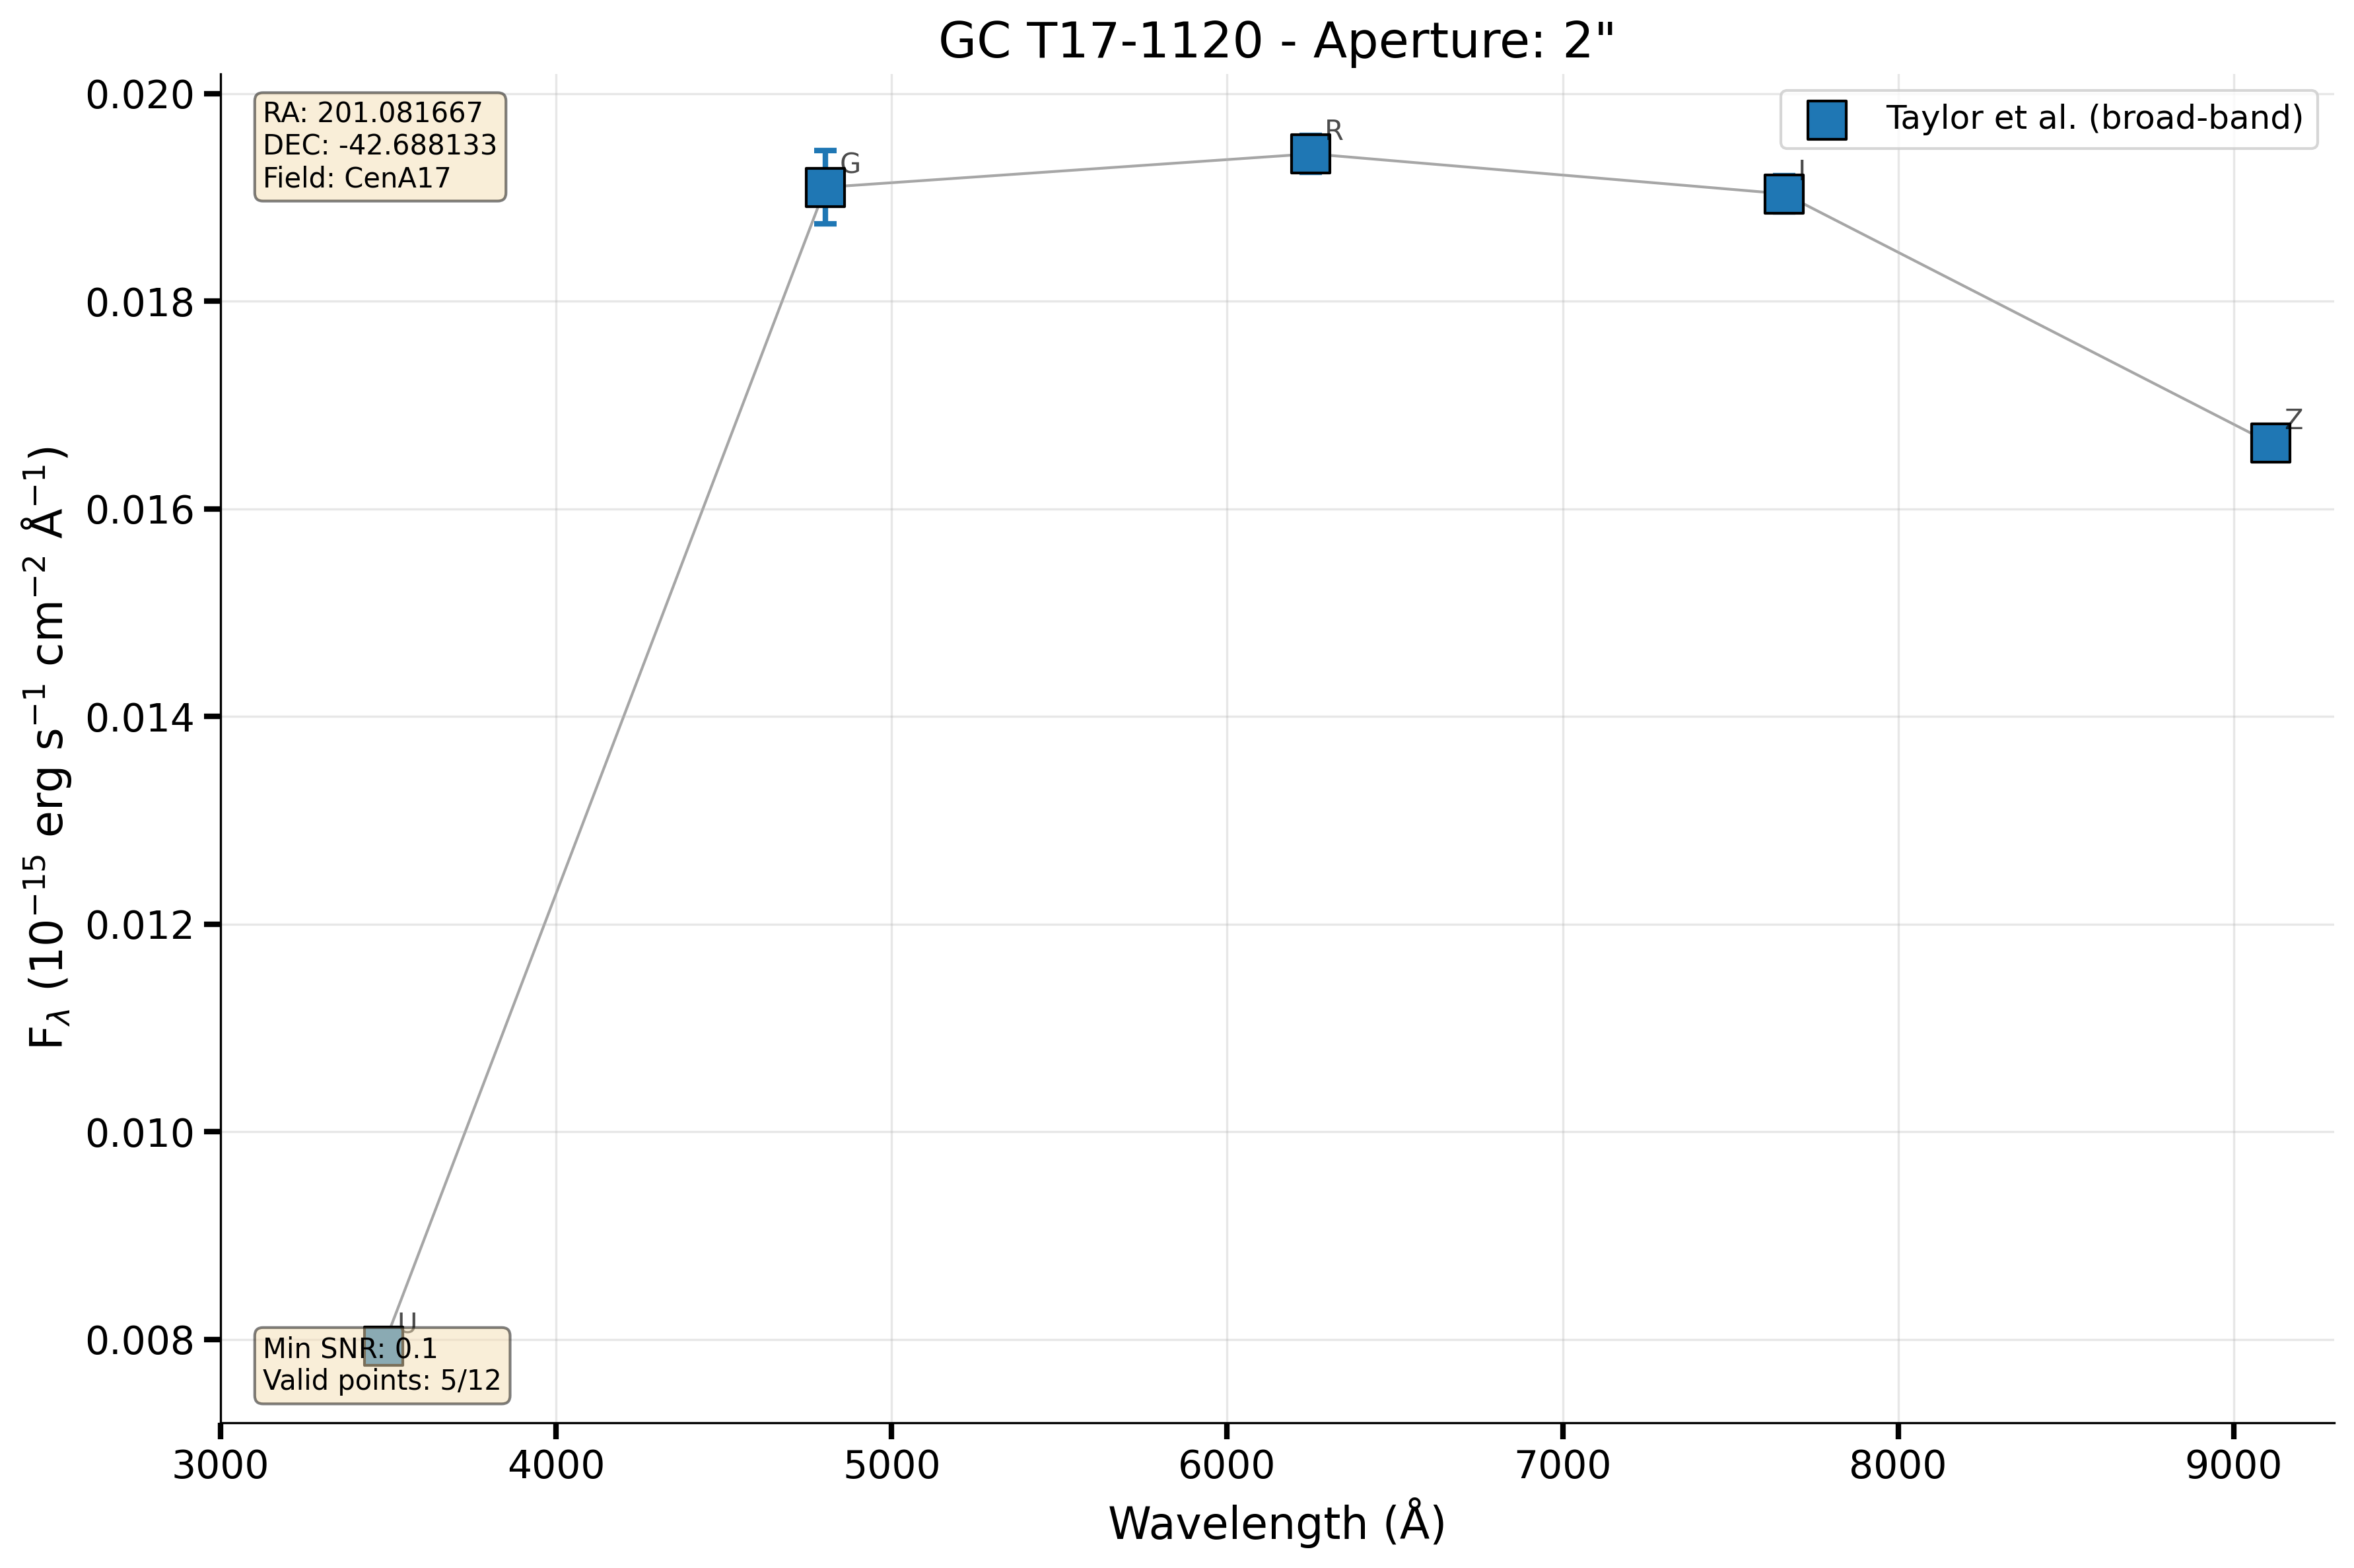 GC T17-1120 - Aperture: 2"
RA: 201.081667
DEC: -42.688133
Field: CenA17
Taylor et al. (broad-band)
G
R
I
Z
U
Min SNR: 0.1
Valid points: 5/12
0.020
0.018
0.016
0.014
0.012
0.010
0.008
F_λ (10⁻¹⁵ erg s⁻¹ cm⁻² Å⁻¹)
3000 4000 5000 6000 7000 8000 9000
Wavelength (Å)